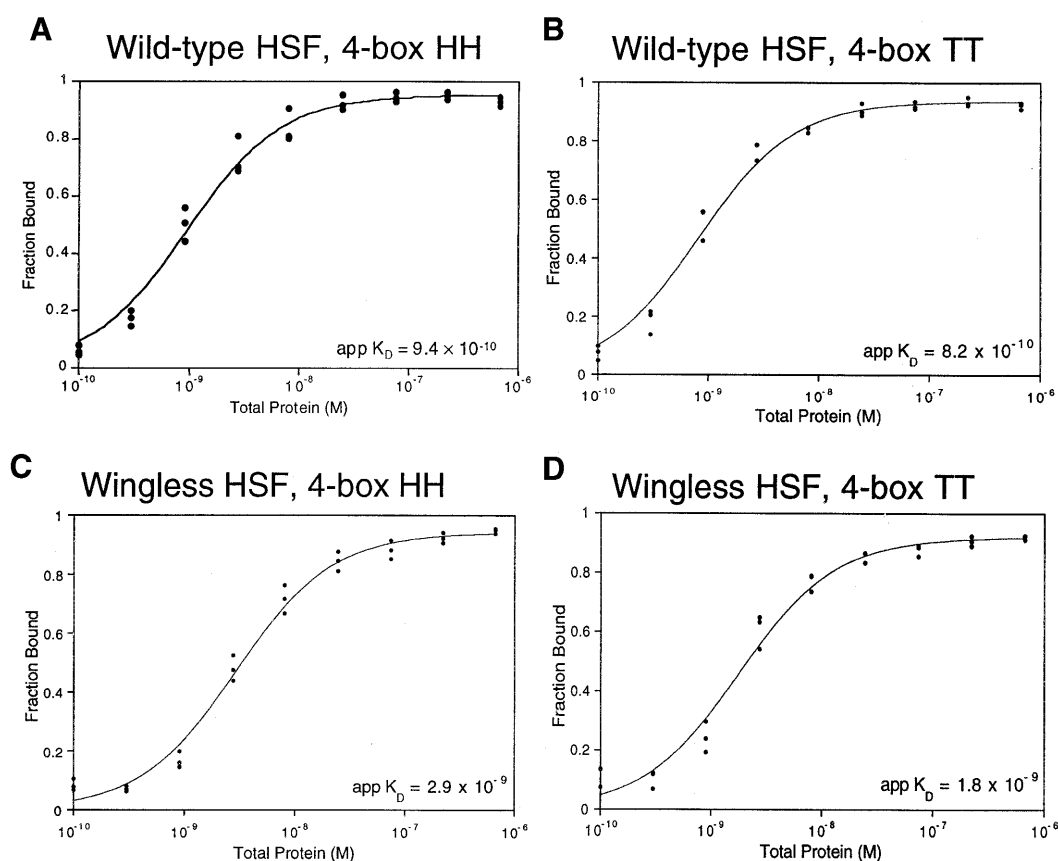 A
Wild-type HSF, 4-box HH
1
0.8
0.6
0.4
0.2
0
Fraction Bound
app K_D = 9.4 × 10^-10
10^-10
10^-9
10^-8
10^-7
10^-6
Total Protein (M)
B
Wild-type HSF, 4-box TT
1
0.8
0.6
0.4
0.2
0
Fraction Bound
app K_D = 8.2 x 10^-10
10^-10
10^-9
10^-8
10^-7
10^-6
Total Protein (M)
C
Wingless HSF, 4-box HH
1
0.8
0.6
0.4
0.2
0
Fraction Bound
app K_D = 2.9 x 10^-9
10^-10
10^-9
10^-8
10^-7
10^-6
Total Protein (M)
D
Wingless HSF, 4-box TT
1
0.8
0.6
0.4
0.2
0
Fraction Bound
app K_D = 1.8 x 10^-9
10^-10
10^-9
10^-8
10^-7
10^-6
Total Protein (M)